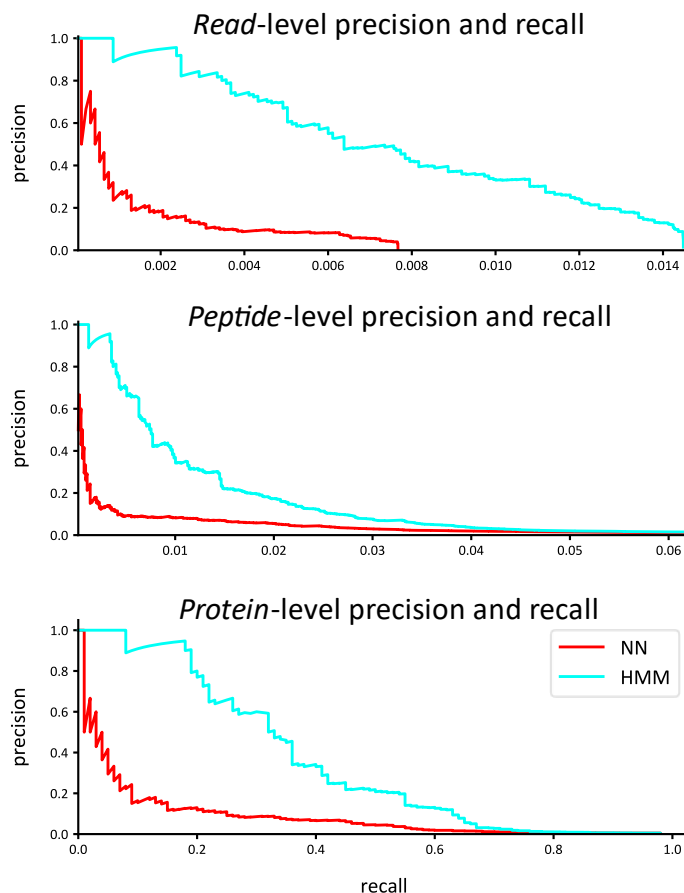 Read-level precision and recall
1.0
0.8
0.6
0.4
0.2
0.0
precision
0.002 0.004 0.006 0.008 0.010 0.012 0.014
Peptide-level precision and recall
1.0
0.8
0.6
0.4
0.2
0.0
precision
0.01 0.02 0.03 0.04 0.05 0.06
Protein-level precision and recall
1.0
0.8
0.6
0.4
0.2
0.0
precision
NN
HMM
0.0 0.2 0.4 0.6 0.8 1.0
recall